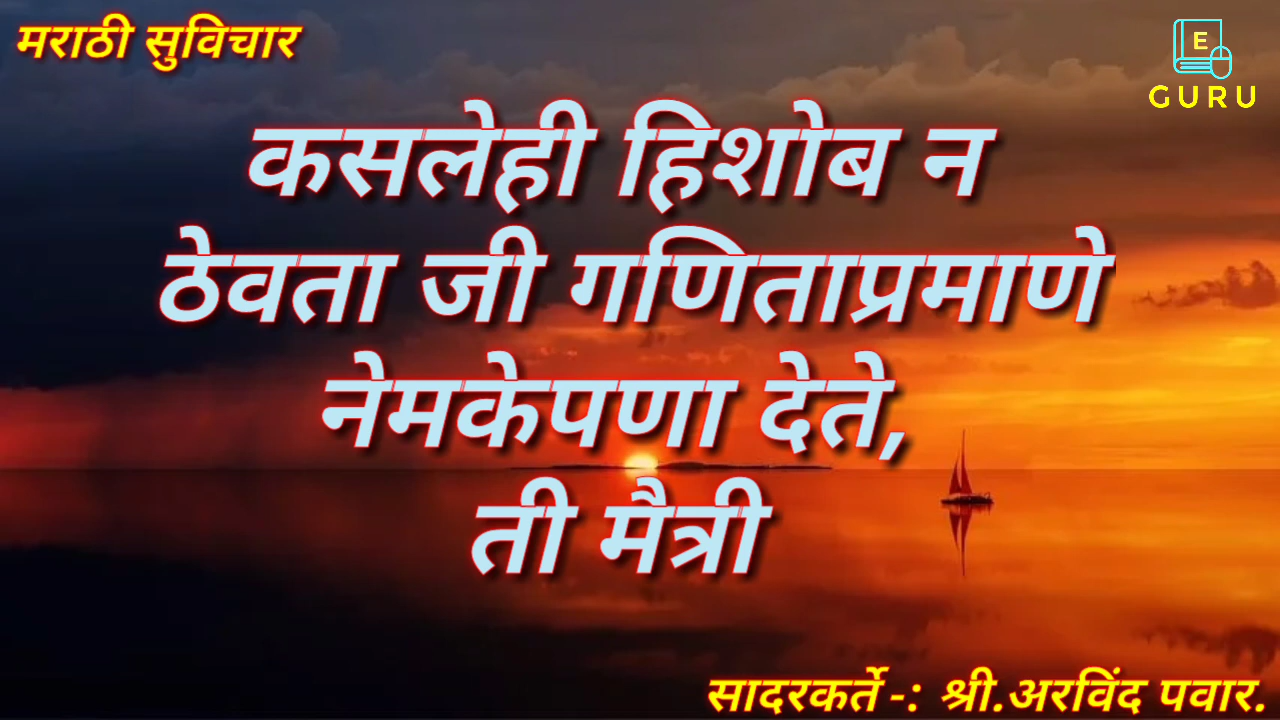 मराठी सुविचार
E
GURU
कसलेही हिशोब न
ठेवता जी गणिताप्रमाणे
नेमकेपणा देते,
ती मैत्री
सादरकर्ते -: श्री.अरविंद पवार.